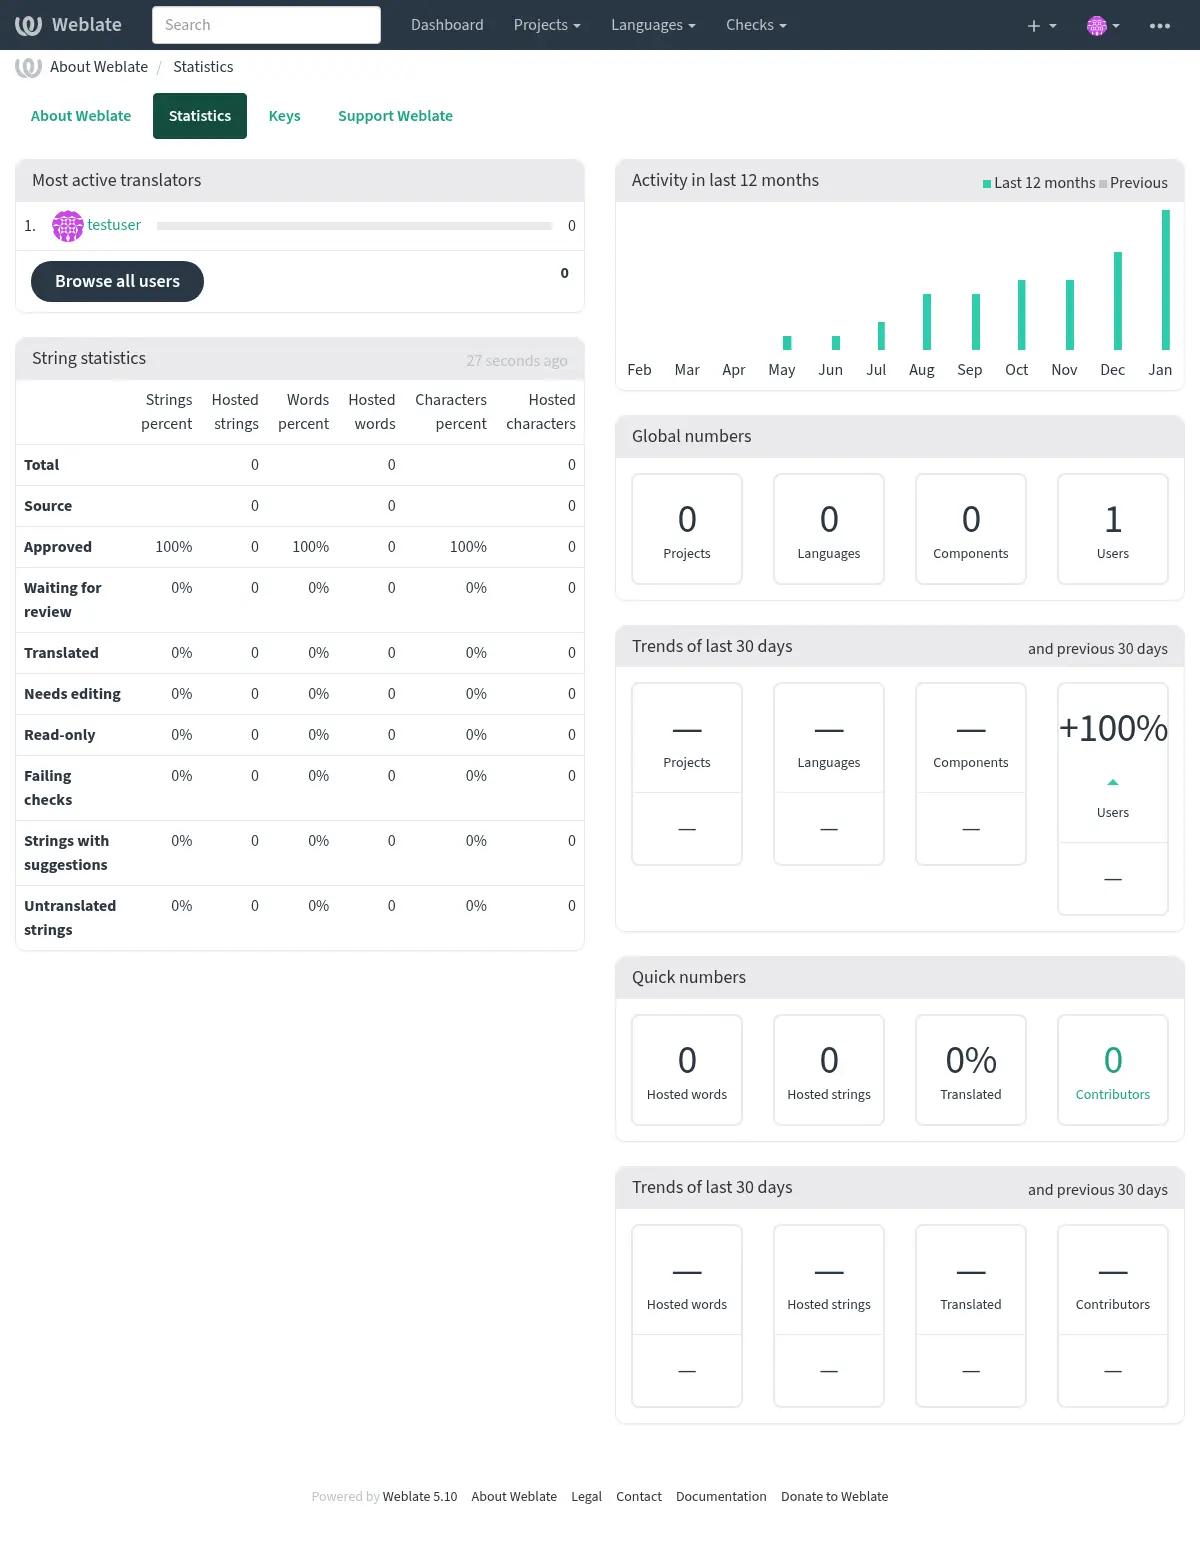 Weblate
Search
Dashboard
Projects
Languages
Checks
About Weblate / Statistics
About Weblate
Statistics
Keys
Support Weblate
Most active translators
1. testuser 0
Browse all users 0
String statistics 27 seconds ago
Strings percent Hosted strings Words percent Hosted words Characters percent Hosted characters
Total 0 0 0
Source 0 0 0
Approved 100% 0 100% 0 100% 0
Waiting for review 0% 0 0% 0 0% 0
Translated 0% 0 0% 0 0% 0
Needs editing 0% 0 0% 0 0% 0
Read-only 0% 0 0% 0 0% 0
Failing checks 0% 0 0% 0 0% 0
Strings with suggestions 0% 0 0% 0 0% 0
Untranslated strings 0% 0 0% 0 0% 0
Activity in last 12 months Last 12 months Previous
Feb Mar Apr May Jun Jul Aug Sep Oct Nov Dec Jan
Global numbers
0 0 0 1
Projects Languages Components Users
Trends of last 30 days and previous 30 days
— — — +100%
Projects Languages Components
Users
— — —
—
Quick numbers
0 0 0% 0
Hosted words Hosted strings Translated Contributors
Trends of last 30 days and previous 30 days
— — — —
Hosted words Hosted strings Translated Contributors
— — — —
Powered by Weblate 5.10 About Weblate Legal Contact Documentation Donate to Weblate